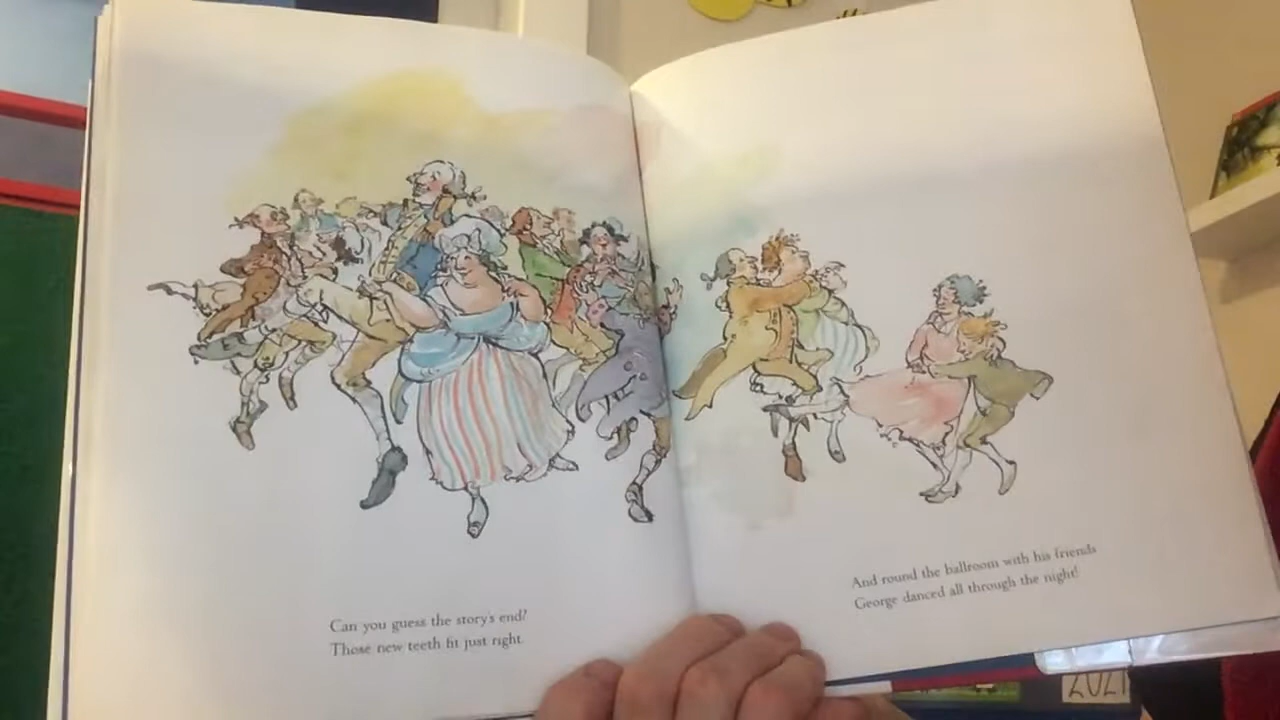 Can you guess the story's end?
Those new teeth fit just right.
And round the ballroom with his friends
George danced all through the night!
2021